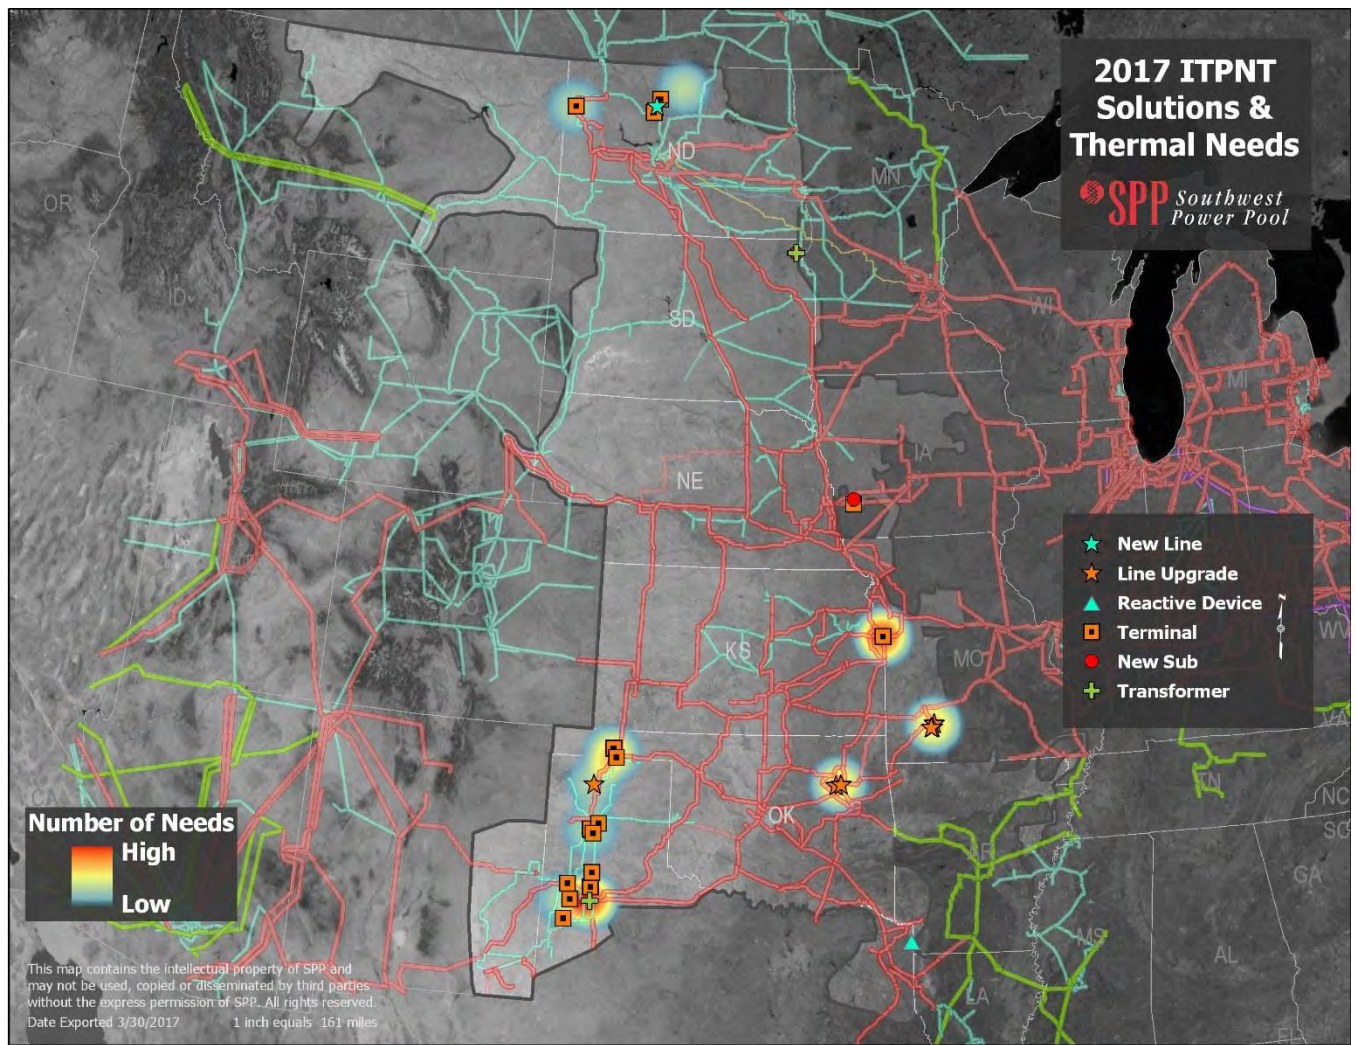 2017 ITPNT
Solutions &
Thermal Needs
SPP Southwest
Power Pool
OR
ID
ND
MN
SD
WI
MI
NE
IA
KS
MO
WV
VA
OK
CA
AR
TN
NC
SC
GA
MS
AL
LA
FL
New Line
Line Upgrade
Reactive Device
Terminal
New Sub
Transformer
Number of Needs
High
Low
This map contains the intellectual property of SPP and
may not be used, copied or disseminated by third parties
without the express permission of SPP. All rights reserved.
Date Exported 3/30/2017 1 inch equals 161 miles